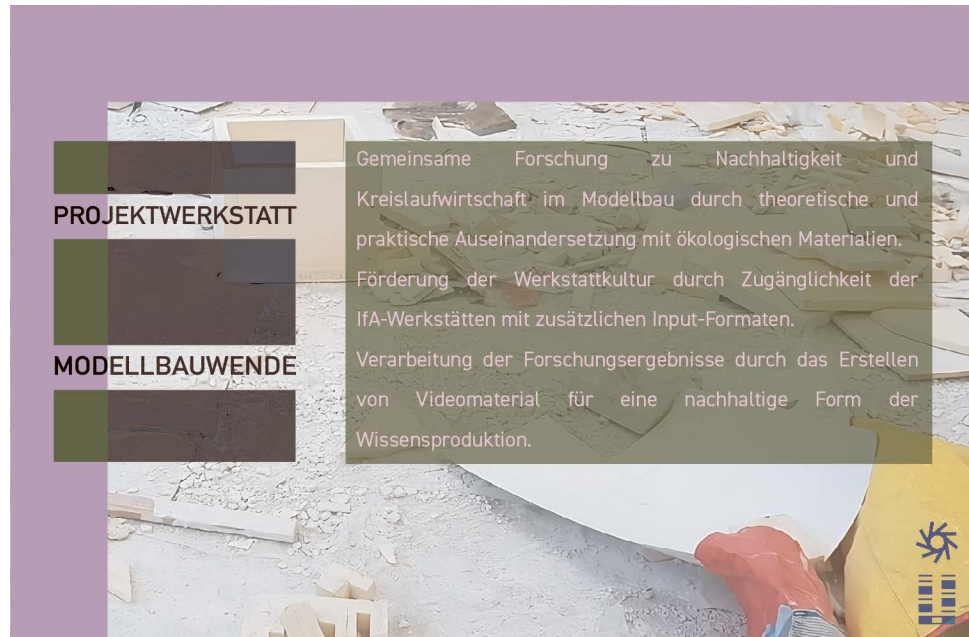 PROJEKTWERKSTATT
MODELLBAUWENDE
Gemeinsame Forschung zu Nachhaltigkeit und
Kreislaufwirtschaft im Modellbau durch theoretische und
praktische Auseinandersetzung mit ökologischen Materialien.
Förderung der Werkstattkultur durch Zugänglichkeit der
IfA-Werkstätten mit zusätzlichen Input-Formaten.
Verarbeitung der Forschungsergebnisse durch das Erstellen
von Videomaterial für eine nachhaltige Form der
Wissensproduktion.